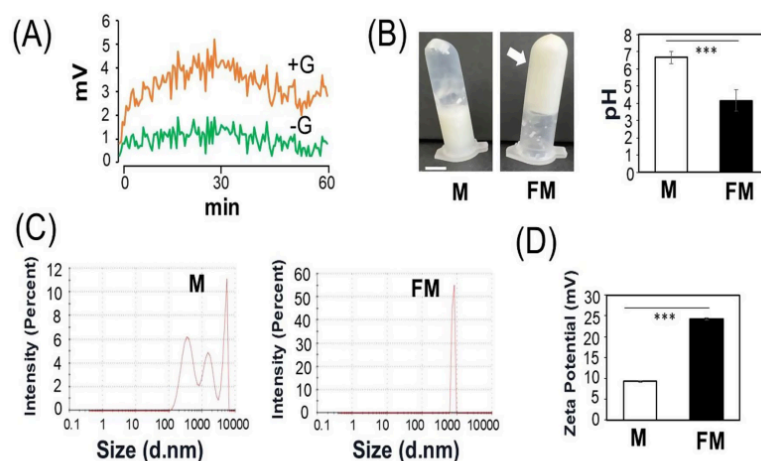 (A)
mV
6
5
4
3
2
1
0
+G
-G
0 30 60
min
(B)
M FM
pH
8
7
6
5
4
3
2
1
0
***
M FM
(C)
Intensity (Percent)
12
10
8
6
4
2
0
M
0.1 1 10 100 1000 10000
Size (d.nm)
Intensity (Percent)
60
50
40
30
20
10
0
FM
0.1 1 10 100 1000 10000
Size (d.nm)
(D)
Zeta Potential (mV)
30
25
20
15
10
5
0
***
M FM